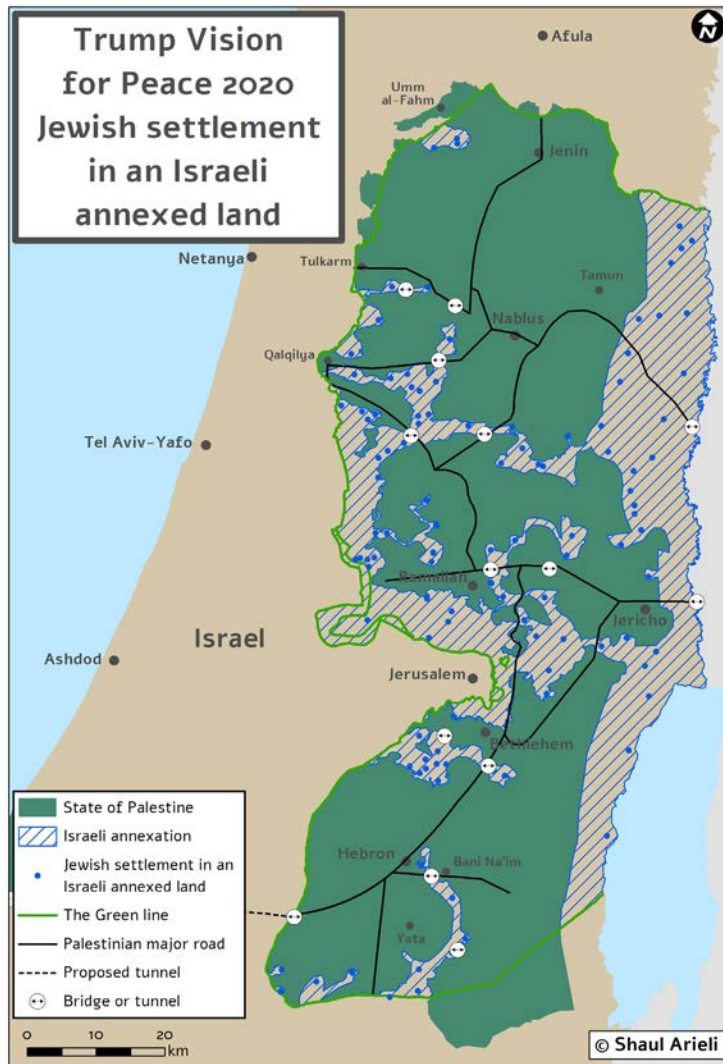 Trump Vision
for Peace 2020
Jewish settlement
in an Israeli
annexed land
N
Afula
Umm
al-Fahm
Jenin
Netanya
Tulkarm
Tamun
Nablus
Qalqilya
Tel Aviv-Yafo
Ramallah
Jericho
Israel
Ashdod
Jerusalem
Bethlehem
Hebron
Bani Na'im
Yata
State of Palestine
Israeli annexation
Jewish settlement in an
Israeli annexed land
The Green line
Palestinian major road
Proposed tunnel
Bridge or tunnel
0 10 20
km
© Shaul Arieli